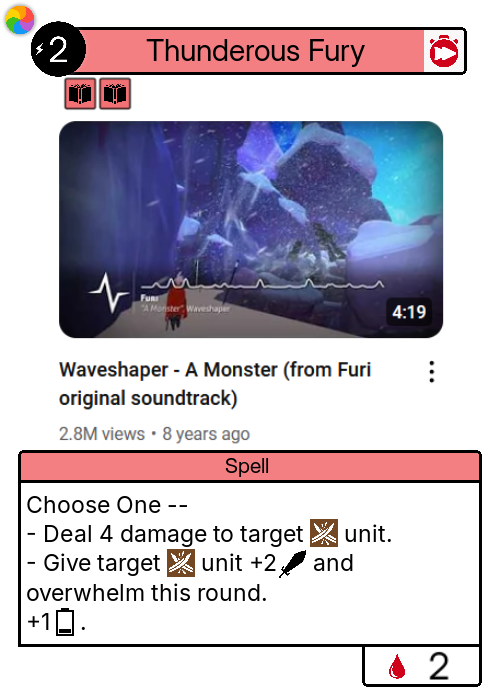 2 Thunderous Fury
Furi
"A Monster", Waveshaper
4:19
Waveshaper - A Monster (from Furi
original soundtrack)
2.8M views • 8 years ago
Spell
Choose One --
- Deal 4 damage to target unit.
- Give target unit +2 and
overwhelm this round.
+1 .
2